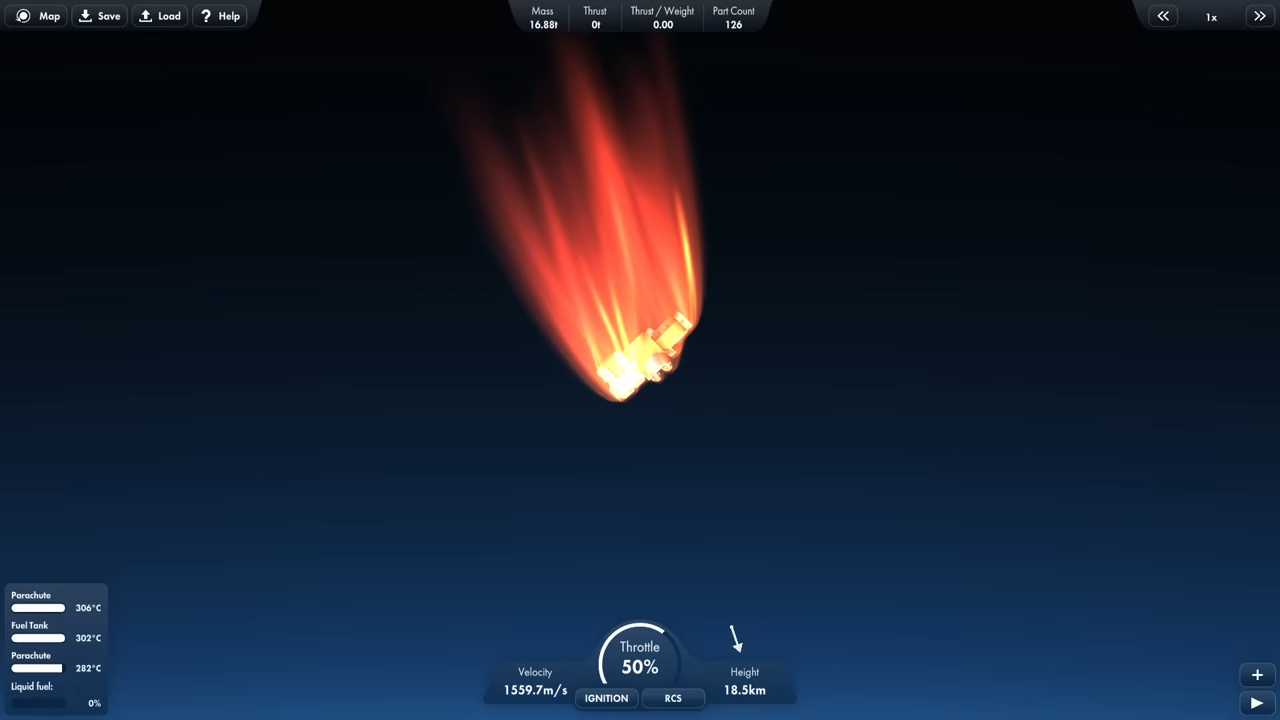 Map
Save
Load
Help
Mass
16.88t
Thrust
0t
Thrust / Weight
0.00
Part Count
126
1x
Parachute
306°C
Fuel Tank
302°C
Parachute
282°C
Liquid fuel:
0%
Throttle
50%
Velocity
1559.7m/s
IGNITION
RCS
Height
18.5km